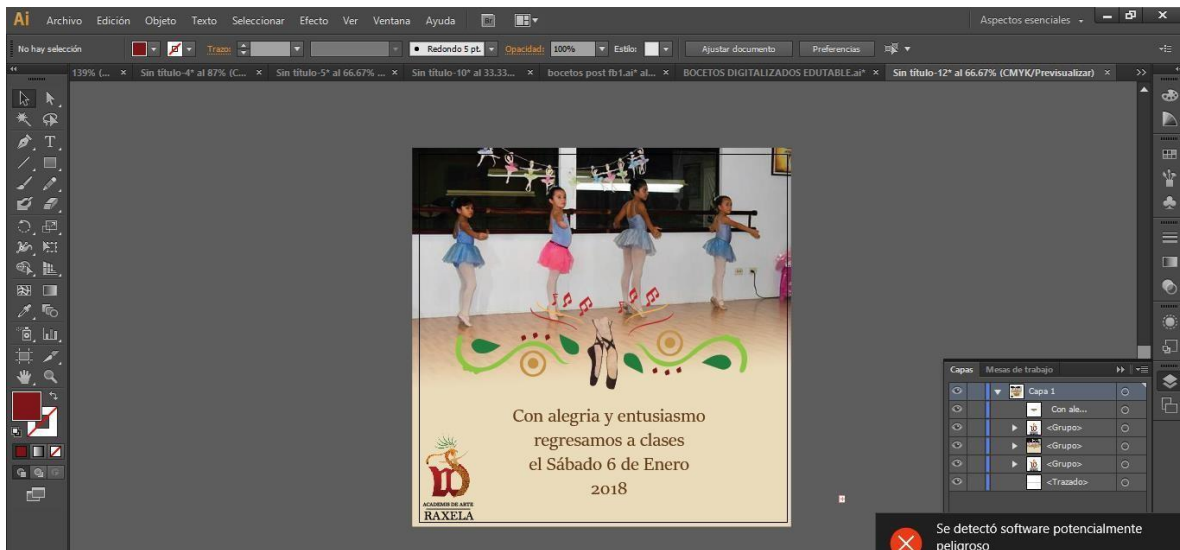 Ai Archivo Edición Objeto Texto Seleccionar Efecto Ver Ventana Ayuda Br Aspectos esenciales
No hay selección Trazo: Redondo 5 pt. Opacidad: 100% Estilo: Ajustar documento Preferencias
139% (... × Sin título-4* al 87% (C... × Sin título-5* al 66.67% ... × Sin título-10* al 33.33... × bocetos post fb1.ai* al... × BOCETOS DIGITALIZADOS EDUTABLE.ai* × Sin título-12* al 66.67% (CMYK/Previsualizar) ×
Con alegria y entusiasmo
regresamos a clases
el Sábado 6 de Enero
2018
ACADEMIE DE ARTE
RAXELÁ
Capas Mesas de trabajo
Capa 1
Con ale...
<Grupo>
<Grupo>
<Grupo>
<Trazado>
Se detectó software potencialmente
peligroso